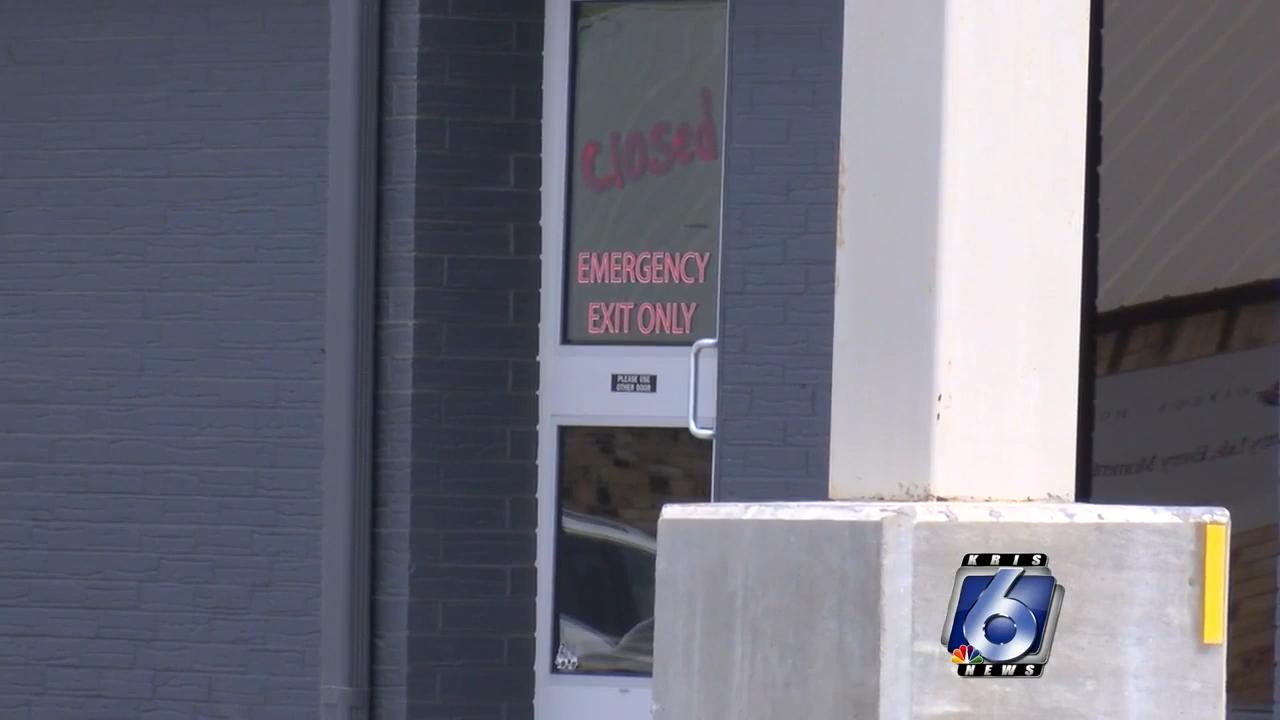 closed
EMERGENCY
EXIT ONLY
PLEASE USE
OTHER DOOR
KRIS
6
NEWS